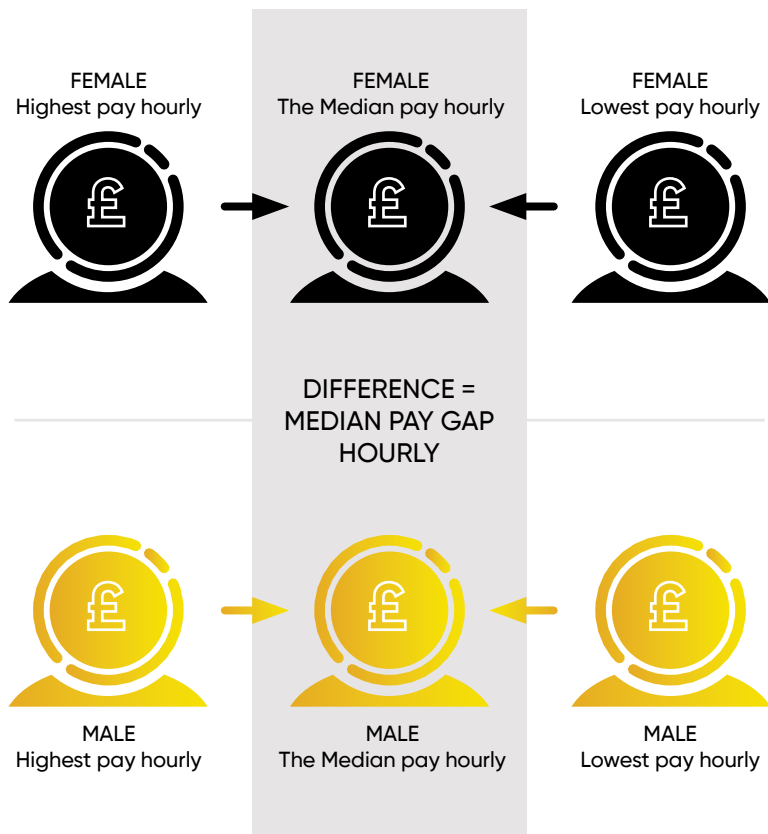 FEMALE
Highest pay hourly
FEMALE
The Median pay hourly
FEMALE
Lowest pay hourly
£
£
£
DIFFERENCE =
MEDIAN PAY GAP
HOURLY
£
£
£
MALE
Highest pay hourly
MALE
The Median pay hourly
MALE
Lowest pay hourly